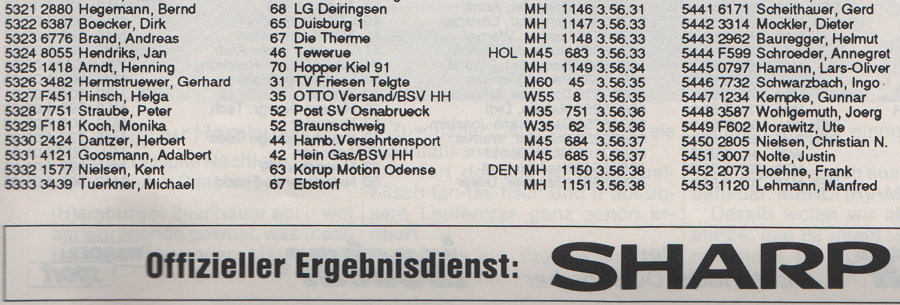 5321 2880 Hegemann, Bernd 68 LG Deiringsen MH 1146 3.56.31
5322 6387 Boecker, Dirk 65 Duisburg 1 MH 1147 3.56.33
5323 6776 Brand, Andreas 67 Die Therme MH 1148 3.56.33
5324 8055 Hendriks, Jan 46 Tewerue HOL M45 683 3.56.33
5325 1418 Arndt, Henning 70 Hopper Kiel 91 MH 1149 3.56.34
5326 3482 Hermstruewer, Gerhard 31 TV Friesen Telgte M60 45 3.56.35
5327 F451 Hinsch, Helga 35 OTTO Versand/BSV HH W55 8 3.56.35
5328 7751 Straube, Peter 52 Post SV Osnabrueck M35 751 3.56.36
5329 F181 Koch, Monika 52 Braunschweig 62 3.56.36
5330 2424 Dantzer, Herbert 44 Hamb.Versehrtensport M45 684 3.56.37
5331 4121 Goosmann, Adalbert 42 Hein Gas/BSV HH M45 685 3.56.37
5332 1577 Nielsen, Kent 63 Korup Motion Odense DEN MH 1150 3.56.38
5333 3439 Tuerkner, Michael 67 Ebstorf MH 1151 3.56.38
5441 6171 Scheithauer, Gerd
5442 3314 Mockler, Dieter
5443 2962 Bauregger, Helmut
5444 F599 Schroeder, Annegret
5445 0797 Hamann, Lars-Oliver
5446 7732 Schwarzbach, Ingo
5447 1234 Kempke, Gunnar
5448 3587 Wohlgemuth, Joerg
5449 F602 Morawitz, Ute
5450 2805 Nielsen, Christian N.
5451 3007 Nolte, Justin
5452 2073 Hoehne, Frank
5453 1120 Lehmann, Manfred
Offizieller Ergebnisdienst: SHARP